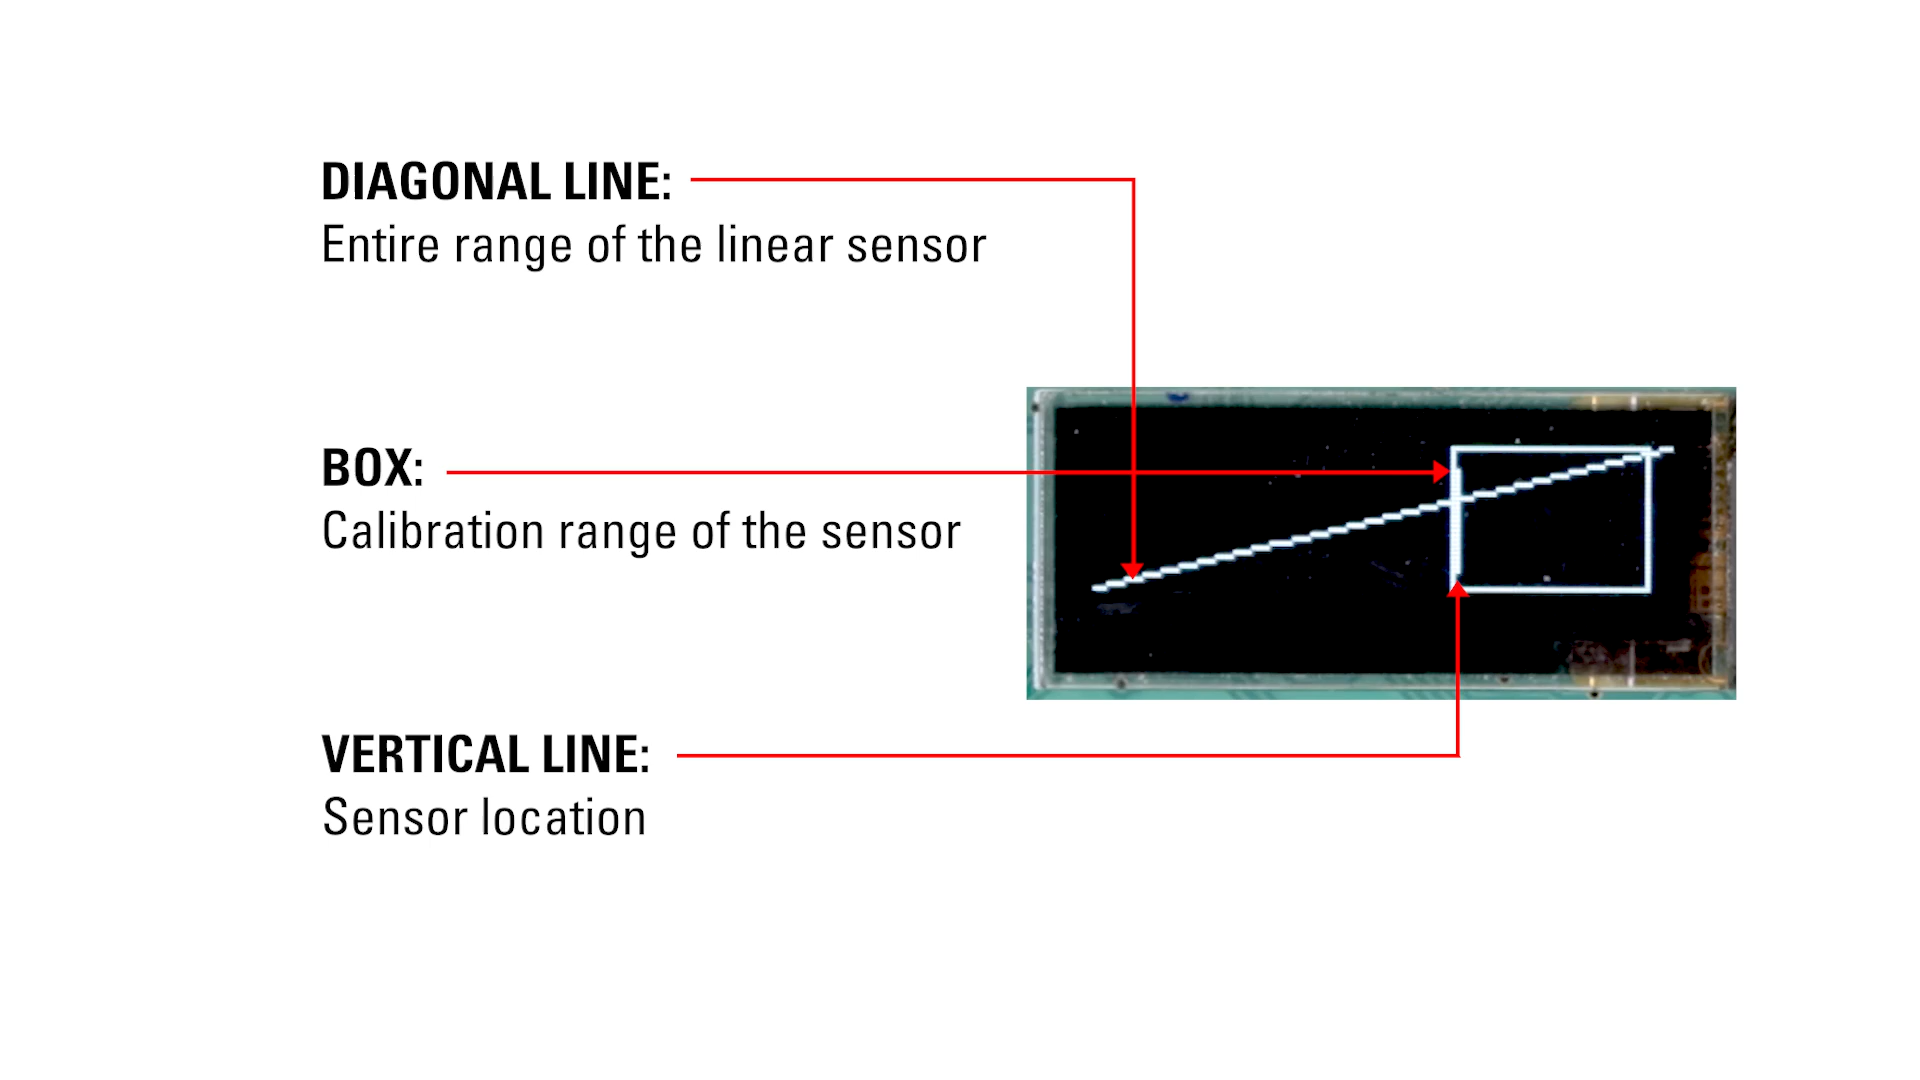 DIAGONAL LINE:
Entire range of the linear sensor
BOX:
Calibration range of the sensor
VERTICAL LINE:
Sensor location